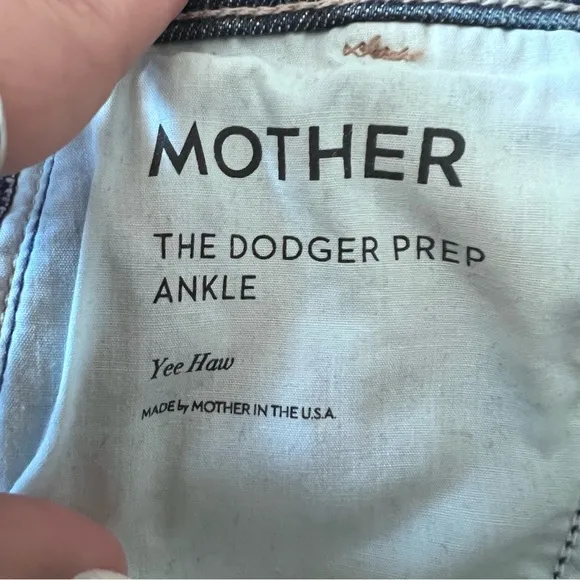 MOTHER
THE DODGER PREP
ANKLE
Yee Haw
MADE by MOTHER IN THE U.S.A.